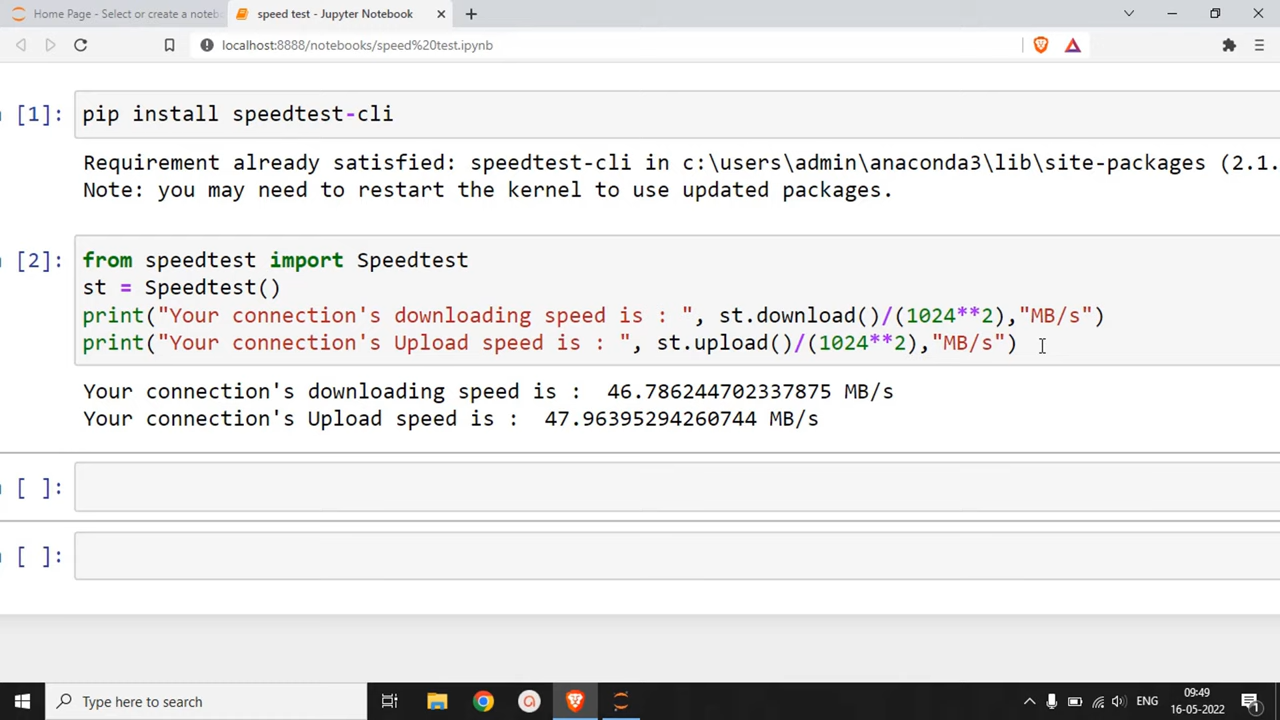 Home Page - Select or create a noteb
speed test - Jupyter Notebook
localhost:8888/notebooks/speed%20test.ipynb
[1]:
pip install speedtest-cli
Requirement already satisfied: speedtest-cli in c:\users\admin\anaconda3\lib\site-packages (2.1.
Note: you may need to restart the kernel to use updated packages.
[2]:
from speedtest import Speedtest
st = Speedtest()
print("Your connection's downloading speed is : ", st.download()/(1024**2),"MB/s")
print("Your connection's Upload speed is : ", st.upload()/(1024**2),"MB/s")
Your connection's downloading speed is :  46.786244702337875 MB/s
Your connection's Upload speed is :  47.96395294260744 MB/s
[ ]:
[ ]:
Type here to search
ENG
09:49
16-05-2022
1